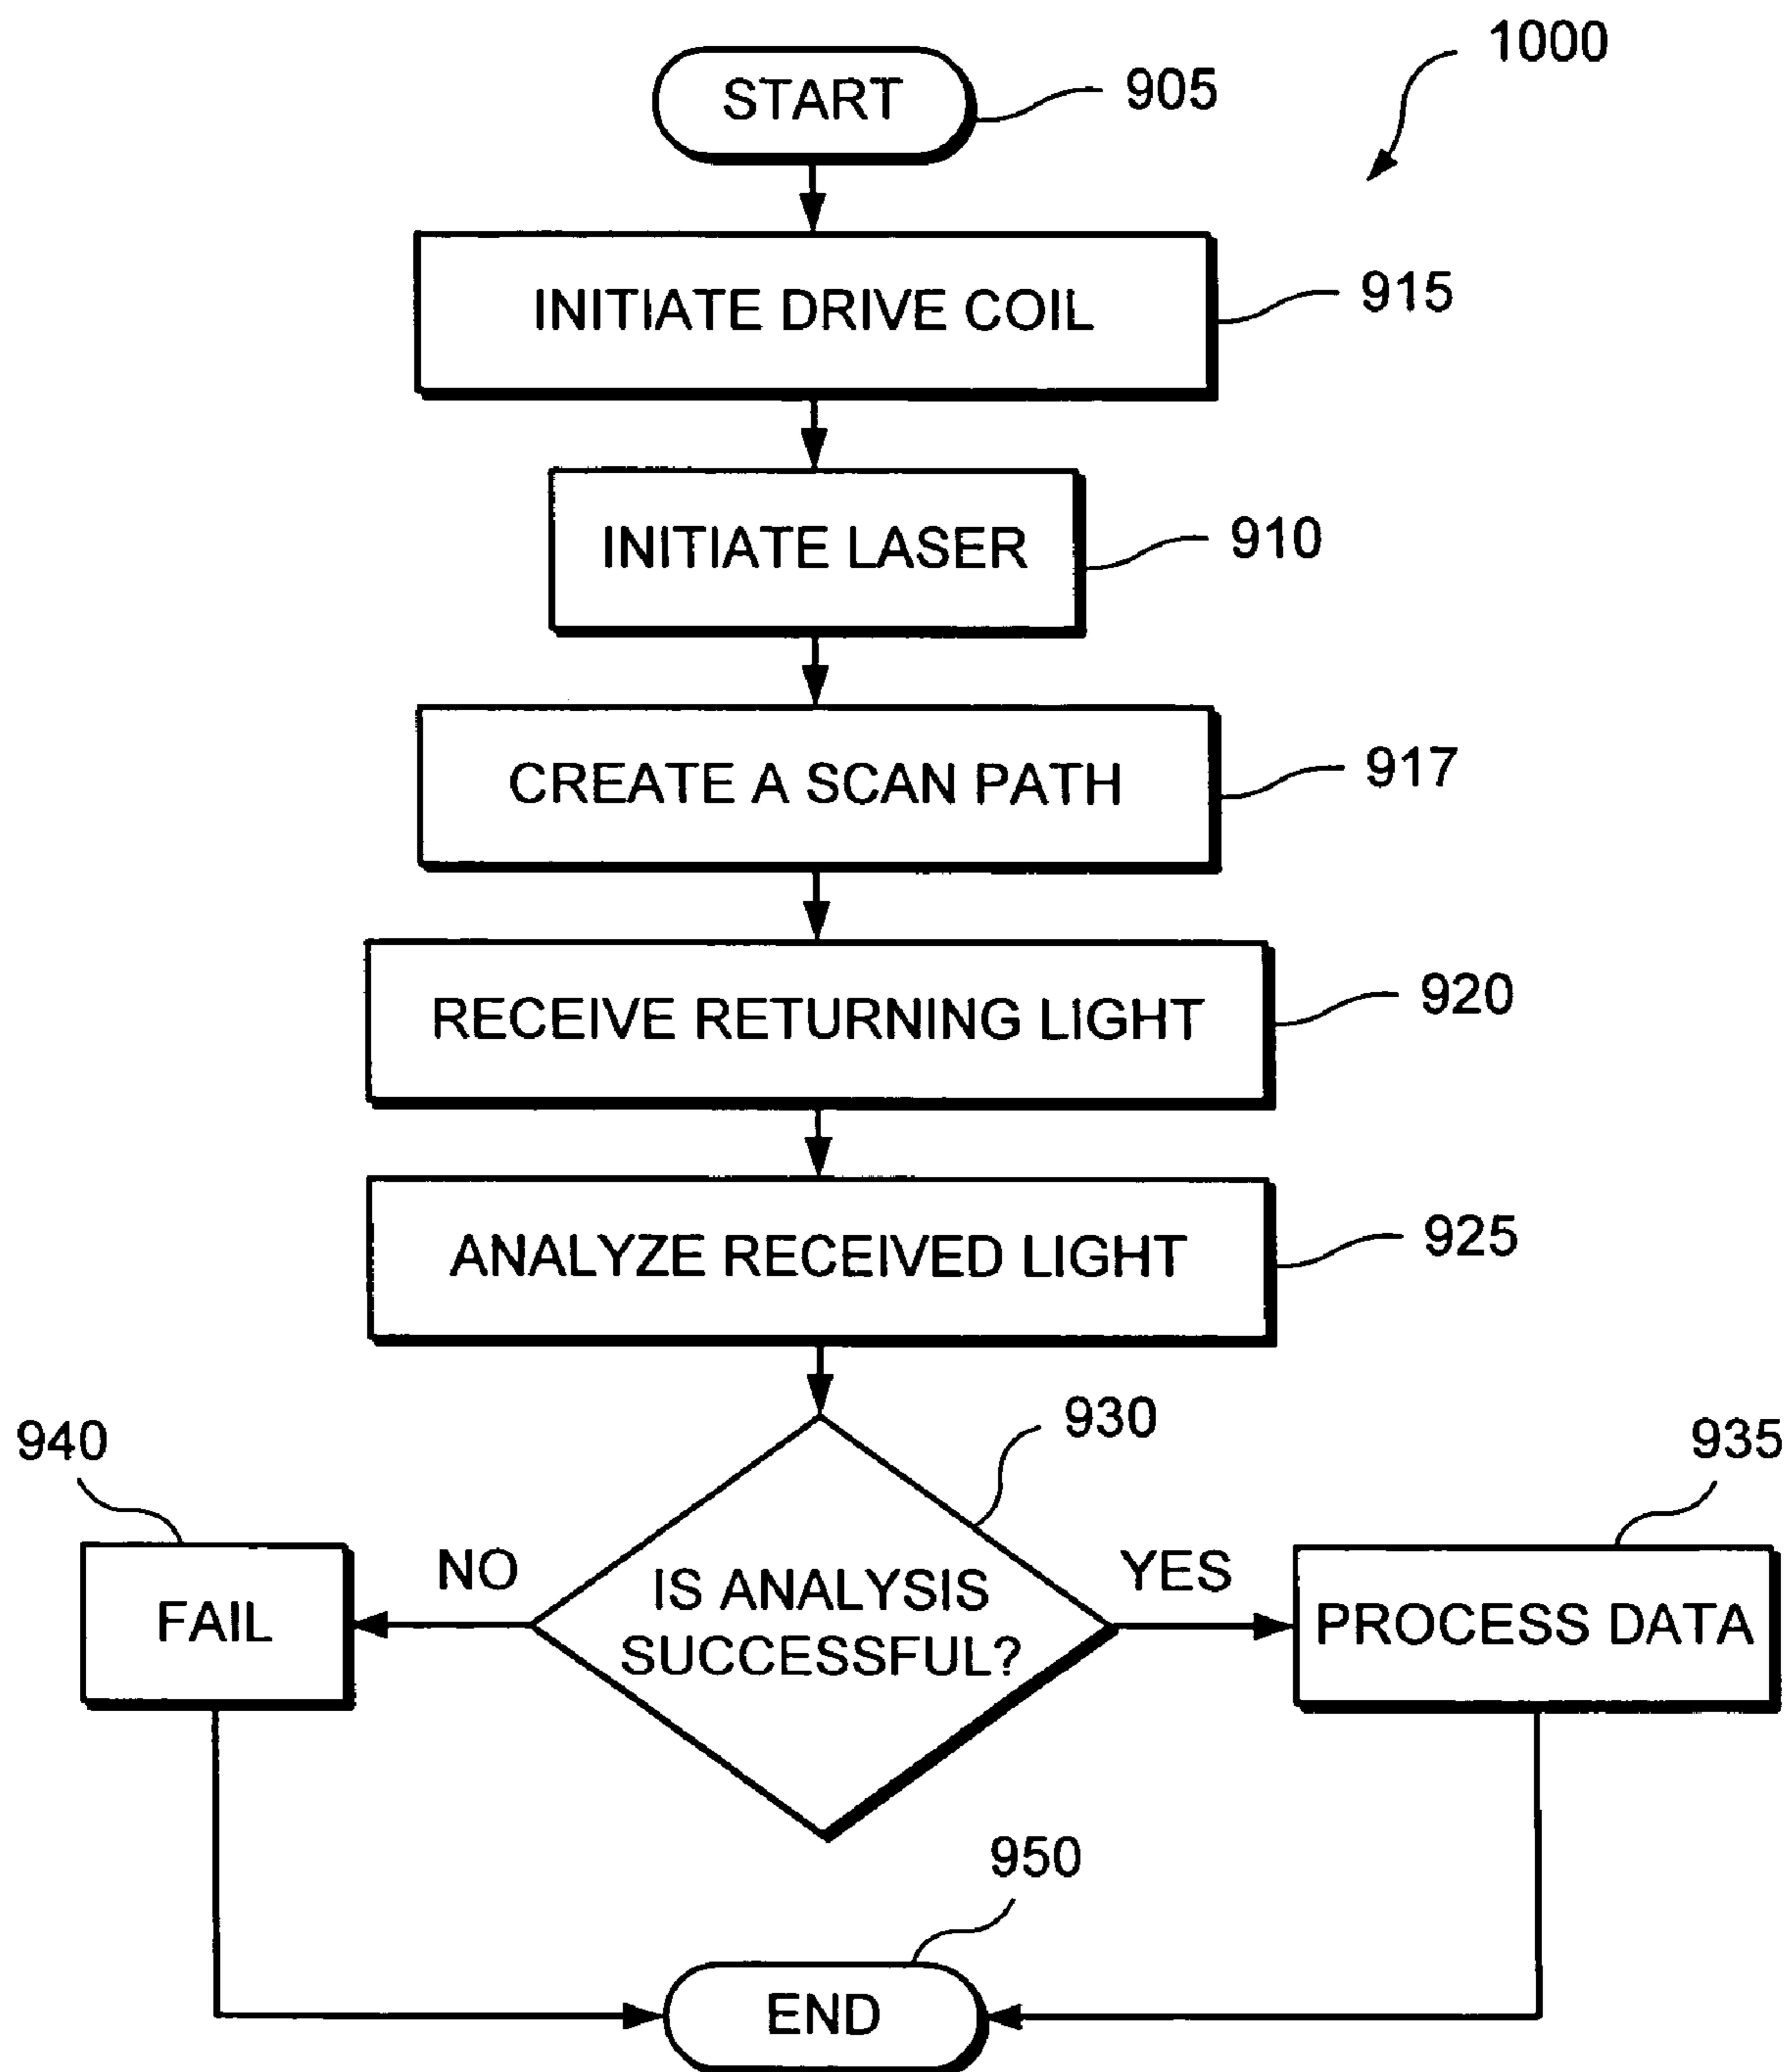 1000
START
905
INITIATE DRIVE COIL
915
INITIATE LASER
910
CREATE A SCAN PATH
917
RECEIVE RETURNING LIGHT
920
ANALYZE RECEIVED LIGHT
925
930
940
935
NO
IS ANALYSIS
SUCCESSFUL?
YES
FAIL
PROCESS DATA
950
END